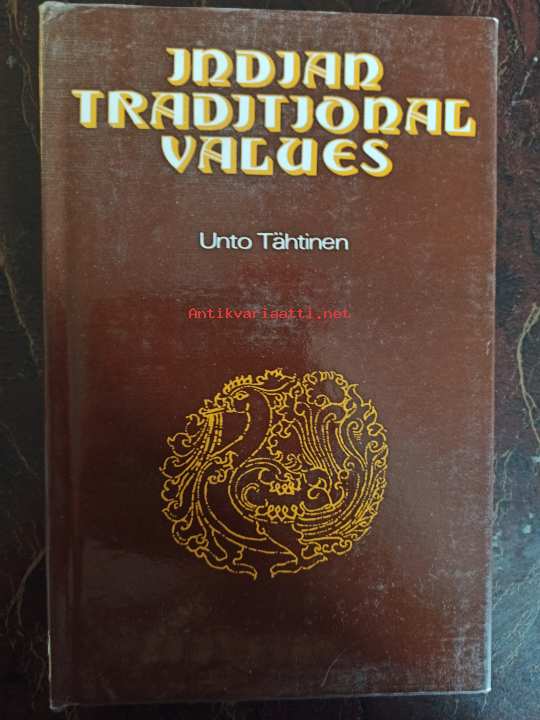 INDIAN
TRADITIONAL
VALUES
Unto Tähtinen
Antikvariaatti.net